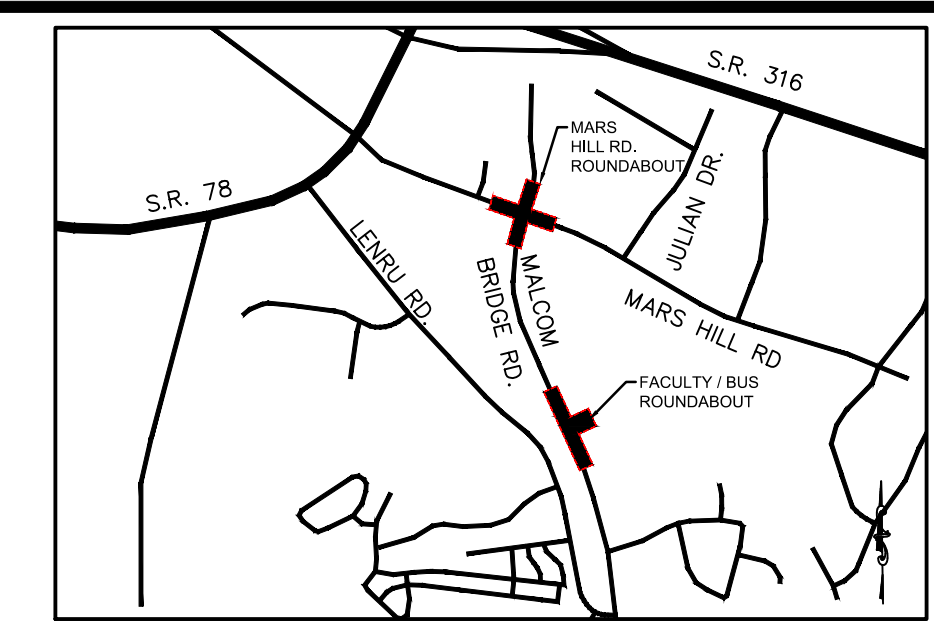 S.R. 316
MARS
HILL RD.
ROUNDABOUT
S.R. 78
JULIAN DR.
LENRU RD.
MALCOM
BRIDGE RD.
MARS HILL RD
FACULTY / BUS
ROUNDABOUT